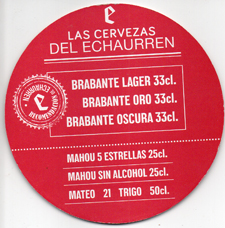 e
LAS CERVEZAS
DEL ECHAURREN
BRABANTE LAGER 33cl.
BRABANTE ORO 33cl.
BRABANTE OSCURA 33cl.
e
ECHAURREN
MAHOU 5 ESTRELLAS 25cl.
MAHOU SIN ALCOHOL 25cl.
MATEO 21 TRIGO 50cl.